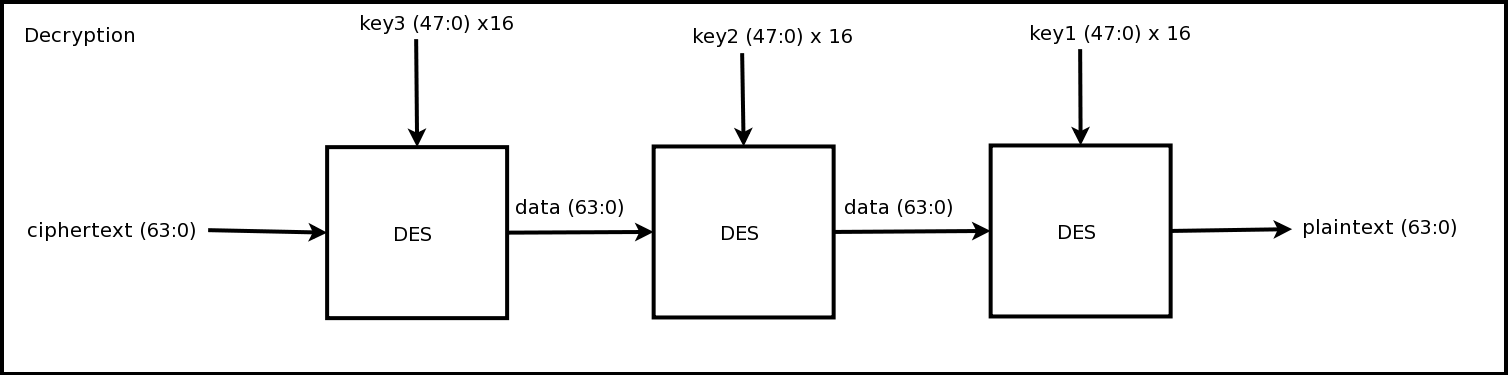 Decryption
key3 (47:0) x16
key2 (47:0) x 16
key1 (47:0) x 16
ciphertext (63:0)
DES
data (63:0)
DES
data (63:0)
DES
plaintext (63:0)